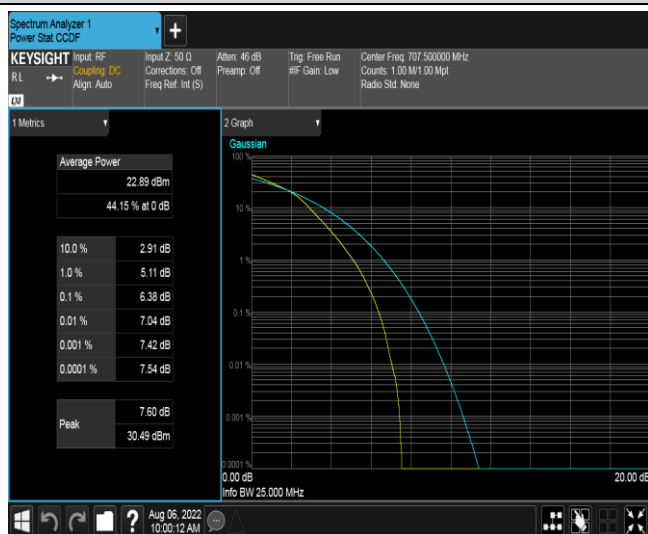 Spectrum Analyzer 1
Power Stat CCDF
+
KEYSIGHT
RL
LXI
Input: RF
Coupling: DC
Align: Auto
Input Z: 50 Ω
Corrections: Off
Freq Ref: Int (S)
Atten: 46 dB
Preamp: Off
Trig: Free Run
#IF Gain: Low
Center Freq: 707.500000 MHz
Counts: 1.00 M/1.00 Mpt
Radio Std: None
1 Metrics
Average Power
22.89 dBm
44.15 % at 0 dB
10.0 % 2.91 dB
1.0 % 5.11 dB
0.1 % 6.38 dB
0.01 % 7.04 dB
0.001 % 7.42 dB
0.0001 % 7.54 dB
Peak
7.60 dB
30.49 dBm
2 Graph
Gaussian
100 %
10 %
1 %
0.1 %
0.01 %
0.001 %
0.0001 %
0.00 dB 20.00 dB
Info BW 25.000 MHz
?
Aug 06, 2022
10:00:12 AM